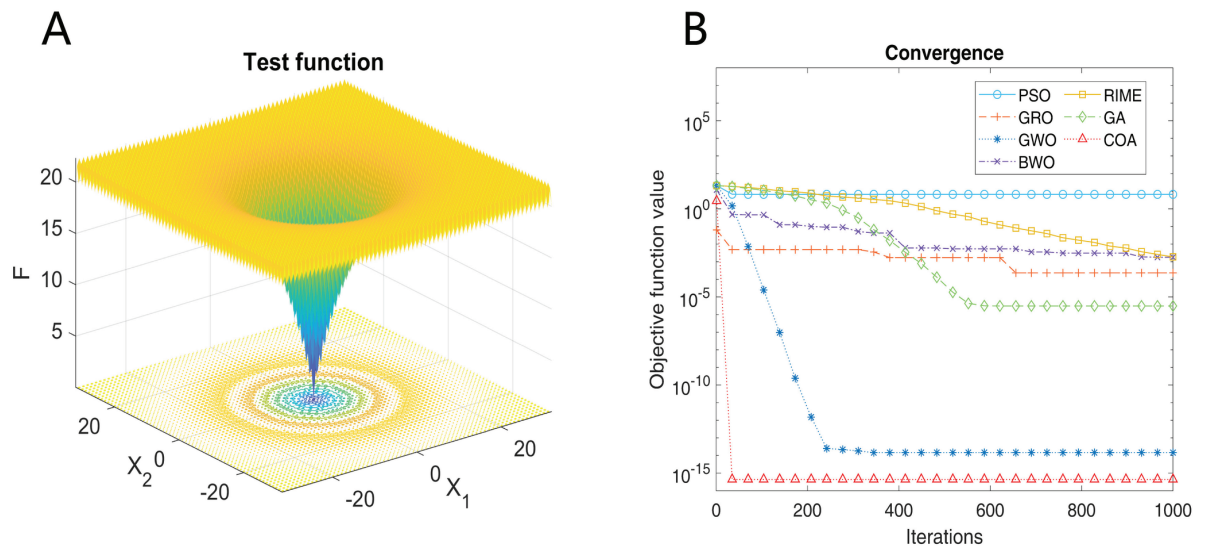 A
Test function
F
20
15
10
5
20
0
-20
X2
-20
0
20
X1
B
Convergence
Objective function value
10^5
10^0
10^-5
10^-10
10^-15
PSO
GRO
GWO
BWO
RIME
GA
COA
0
200
400
600
800
1000
Iterations